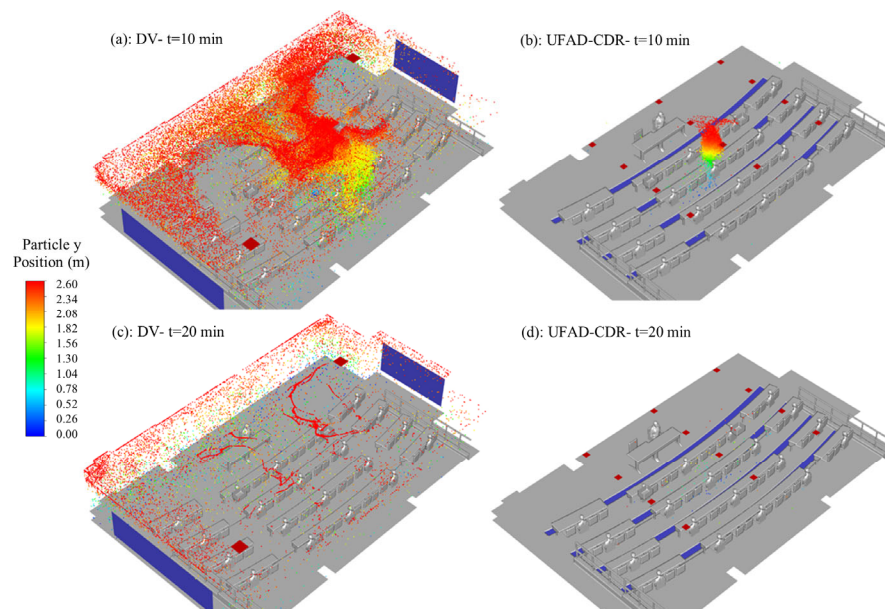 (a): DV- t=10 min
(b): UFAD-CDR- t=10 min
Particle y
Position (m)
2.60
2.34
2.08
1.82
1.56
1.30
1.04
0.78
0.52
0.26
0.00
(c): DV- t=20 min
(d): UFAD-CDR- t=20 min